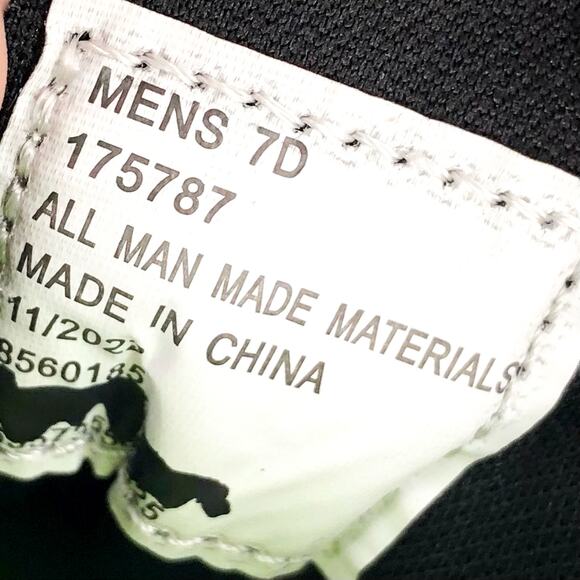 MENS 7D
175787
ALL MAN MADE MATERIALS
MADE IN CHINA